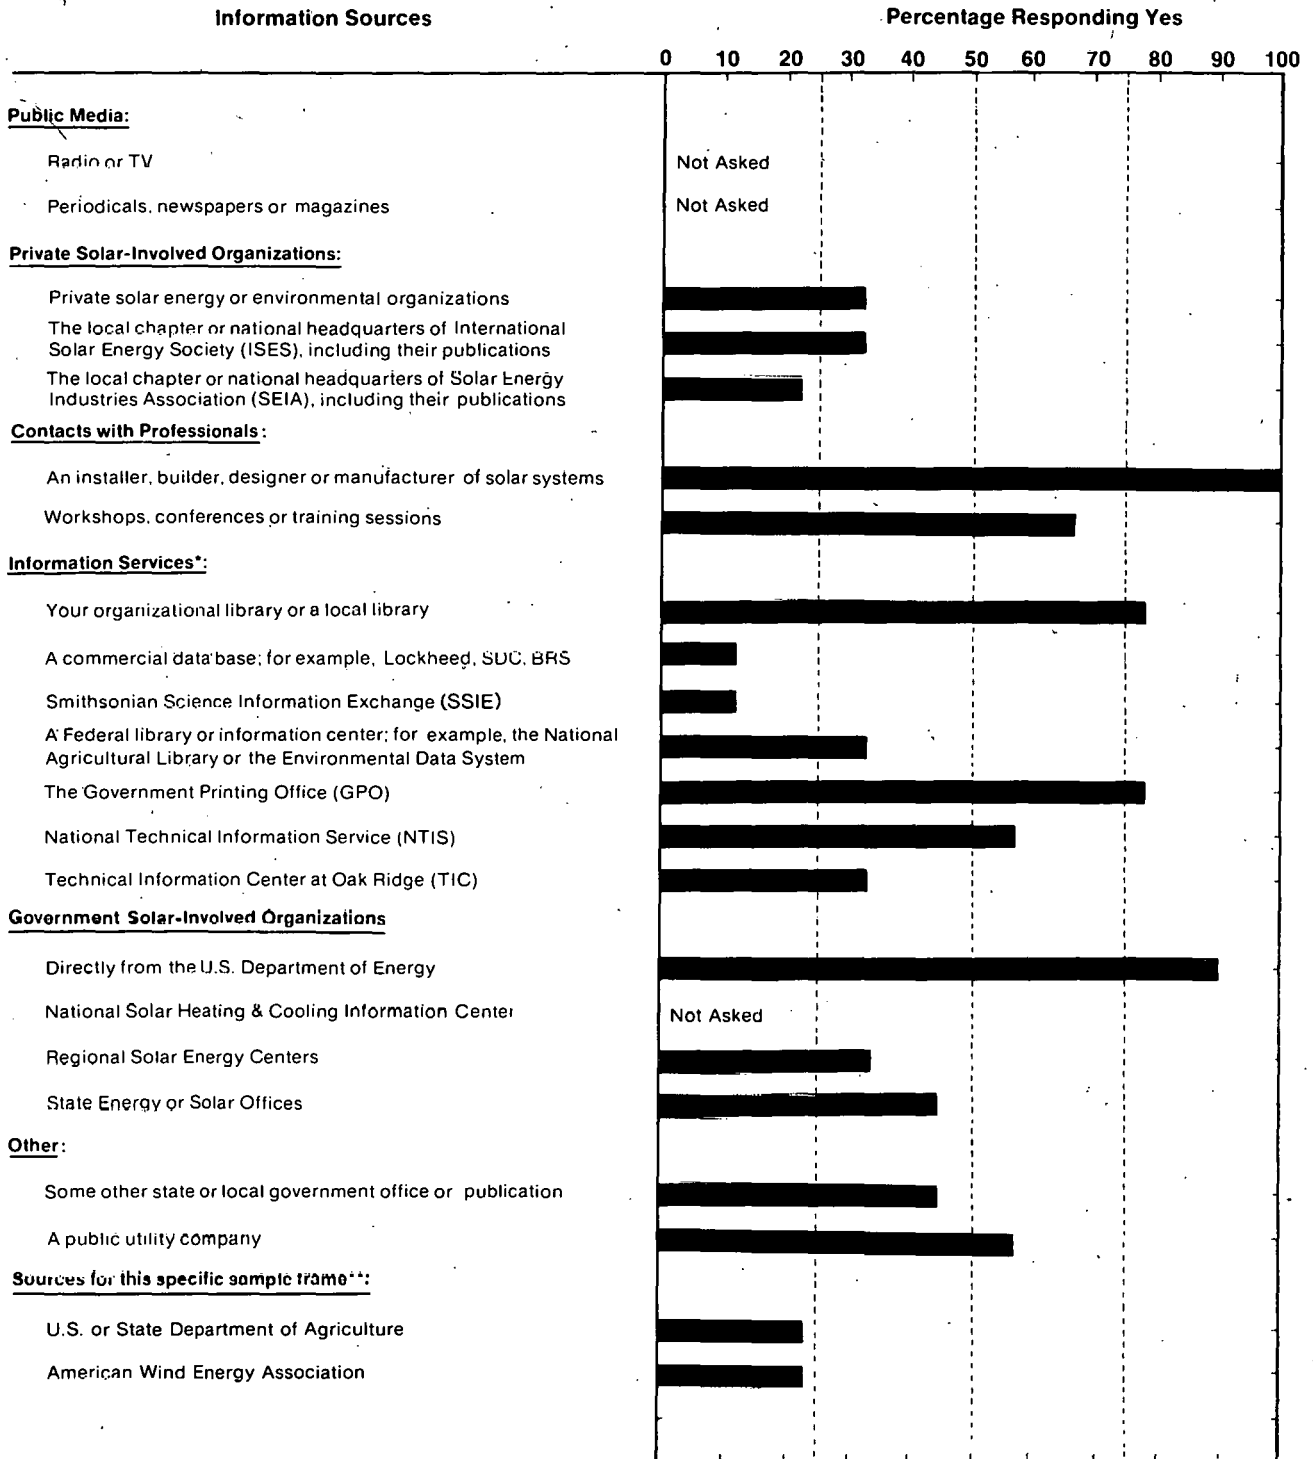 Information Sources
Percentage Responding Yes
0 10 20 30 40 50 60 70 80 90 100
Public Media:
Radio or TV
Not Asked
Periodicals, newspapers or magazines
Not Asked
Private Solar-Involved Organizations:
Private solar energy or environmental organizations
The local chapter or national headquarters of International
Solar Energy Society (ISES), including their publications
The local chapter or national headquarters of Solar Energy
Industries Association (SEIA), including their publications
Contacts with Professionals:
An installer, builder, designer or manufacturer of solar systems
Workshops, conferences or training sessions
Information Services*:
Your organizational library or a local library
A commercial data base; for example, Lockheed, SDC, BRS
Smithsonian Science Information Exchange (SSIE)
A Federal library or information center; for example, the National
Agricultural Library or the Environmental Data System
The Government Printing Office (GPO)
National Technical Information Service (NTIS)
Technical Information Center at Oak Ridge (TIC)
Government Solar-Involved Organizations
Directly from the U.S. Department of Energy
National Solar Heating & Cooling Information Center
Not Asked
Regional Solar Energy Centers
State Energy or Solar Offices
Other:
Some other state or local government office or publication
A public utility company
Sources for this specific sample frame**:
U.S. or State Department of Agriculture
American Wind Energy Association